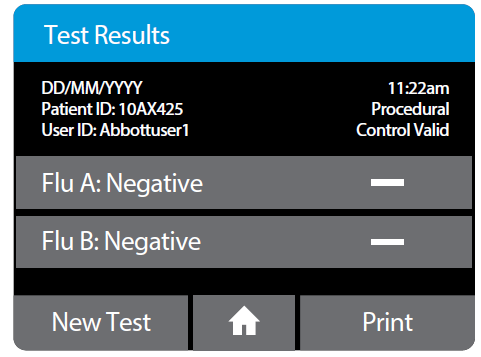 Test Results
DD/MM/YYYY 11:22am
Patient ID: 10AX425 Procedural
User ID: Abbottuser1 Control Valid
Flu A: Negative
Flu B: Negative
New Test Print